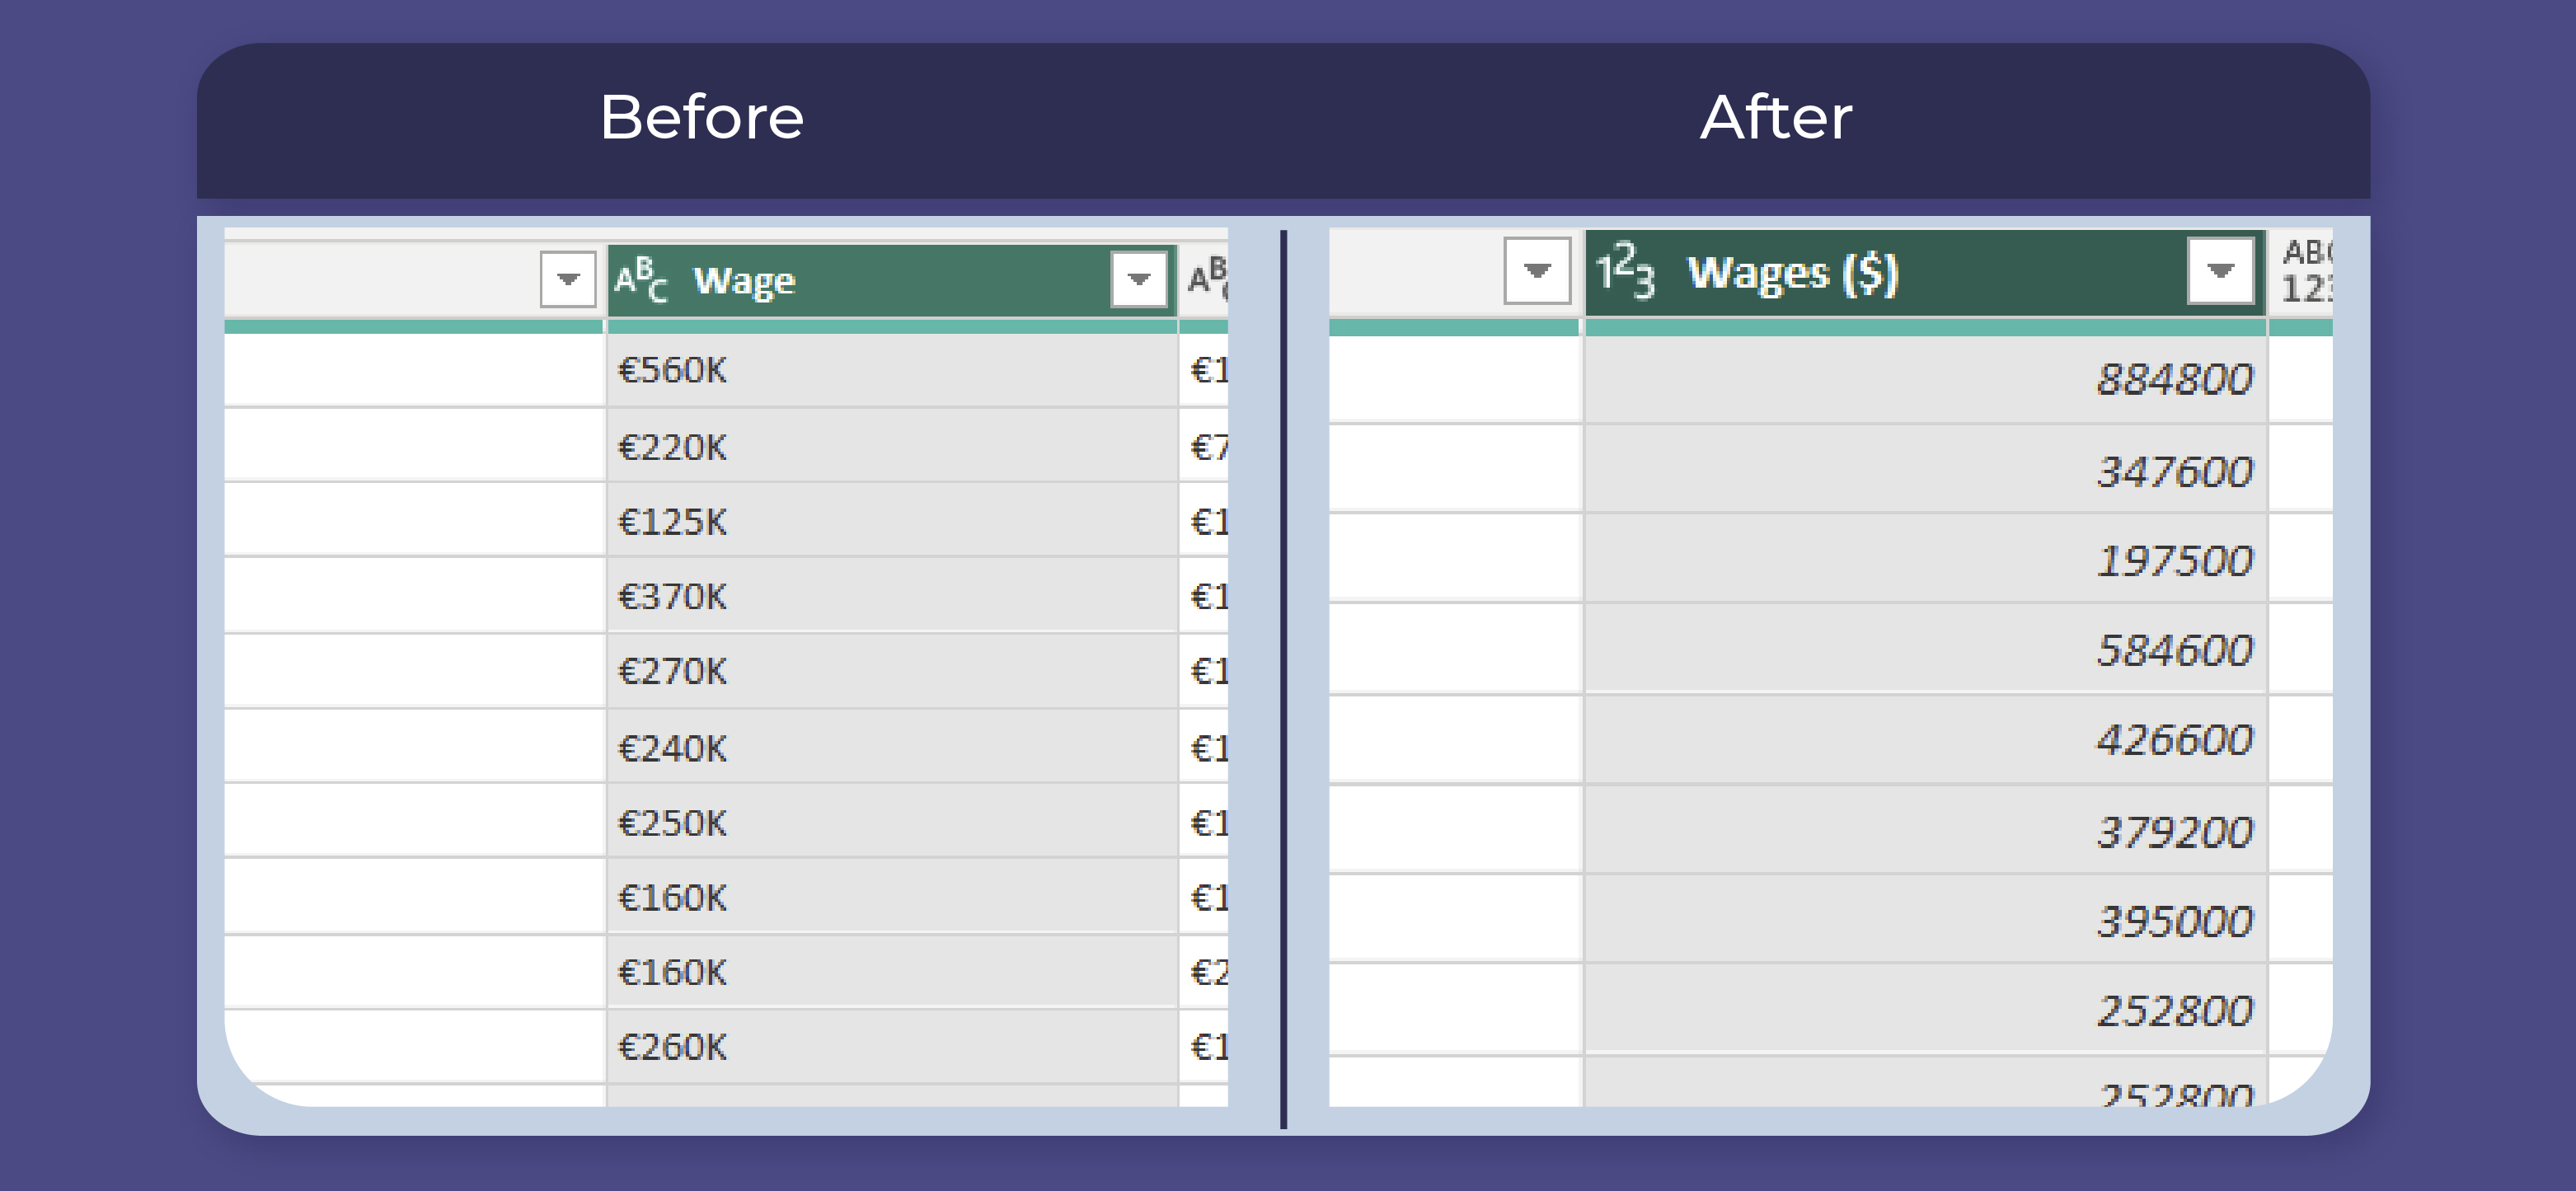 Before
After
ABC Wage
€560K €1
€220K €7
€125K €1
€370K €1
€270K €1
€240K €1
€250K €1
€160K €1
€160K €2
€260K €1
123 Wages ($) ABC 123
884800
347600
197500
584600
426600
379200
395000
252800
252800